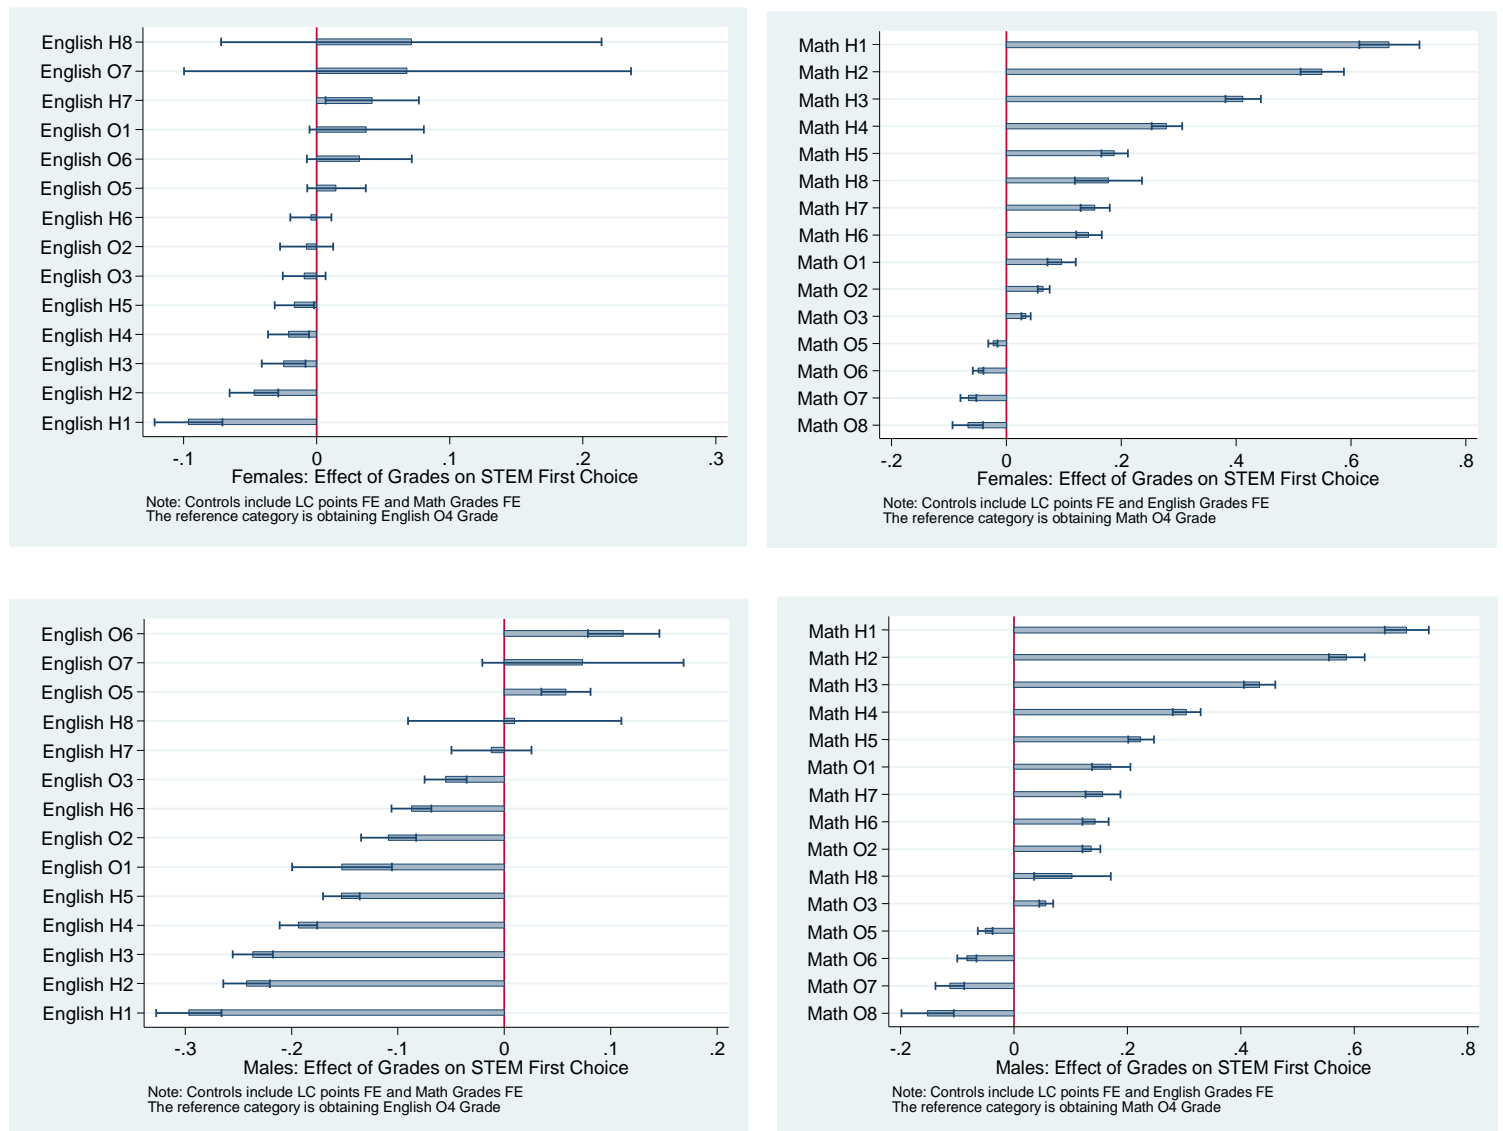 English H8
English O7
English H7
English O1
English O6
English O5
English H6
English O2
English O3
English H5
English H4
English H3
English H2
English H1
-.1 0 .1 .2 .3
Females: Effect of Grades on STEM First Choice
Note: Controls include LC points FE and Math Grades FE
The reference category is obtaining English O4 Grade
Math H1
Math H2
Math H3
Math H4
Math H5
Math H8
Math H7
Math H6
Math O1
Math O2
Math O3
Math O5
Math O6
Math O7
Math O8
-.2 0 .2 .4 .6 .8
Females: Effect of Grades on STEM First Choice
Note: Controls include LC points FE and English Grades FE
The reference category is obtaining Math O4 Grade
English O6
English O7
English O5
English H8
English H7
English O3
English H6
English O2
English O1
English H5
English H4
English H3
English H2
English H1
-.3 -.2 -.1 0 .1 .2
Males: Effect of Grades on STEM First Choice
Note: Controls include LC points FE and Math Grades FE
The reference category is obtaining English O4 Grade
Math H1
Math H2
Math H3
Math H4
Math H5
Math O1
Math H7
Math H6
Math O2
Math H8
Math O3
Math O5
Math O6
Math O7
Math O8
-.2 0 .2 .4 .6 .8
Males: Effect of Grades on STEM First Choice
Note: Controls include LC points FE and English Grades FE
The reference category is obtaining Math O4 Grade